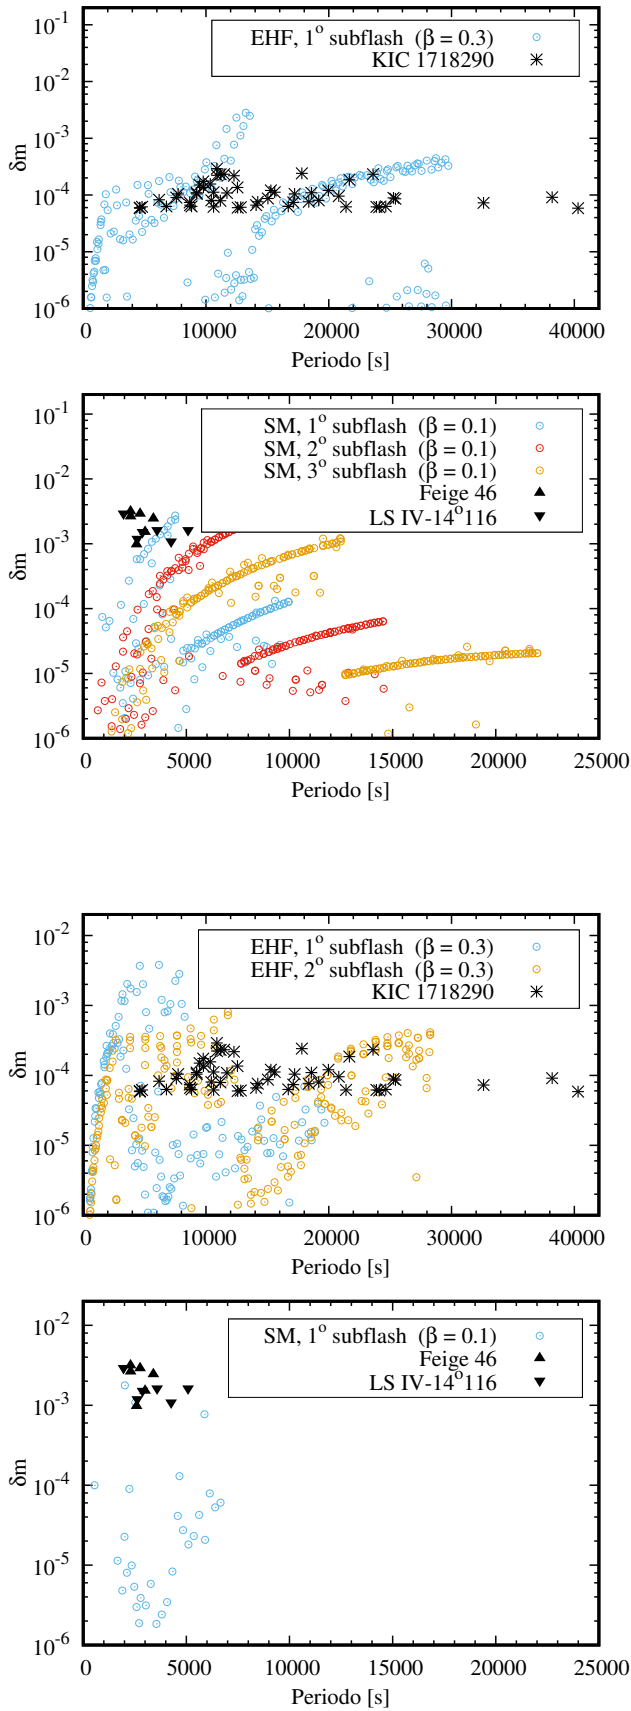 EHF, 1° subflash (β = 0.3)
KIC 1718290
δm
10⁻¹
10⁻²
10⁻³
10⁻⁴
10⁻⁵
10⁻⁶
0 10000 20000 30000 40000
Periodo [s]
SM, 1° subflash (β = 0.1)
SM, 2° subflash (β = 0.1)
SM, 3° subflash (β = 0.1)
Feige 46
LS IV-14°116
δm
10⁻¹
10⁻²
10⁻³
10⁻⁴
10⁻⁵
10⁻⁶
0 5000 10000 15000 20000 25000
Periodo [s]
EHF, 1° subflash (β = 0.3)
EHF, 2° subflash (β = 0.3)
KIC 1718290
δm
10⁻²
10⁻³
10⁻⁴
10⁻⁵
10⁻⁶
0 10000 20000 30000 40000
Periodo [s]
SM, 1° subflash (β = 0.1)
Feige 46
LS IV-14°116
δm
10⁻²
10⁻³
10⁻⁴
10⁻⁵
10⁻⁶
0 5000 10000 15000 20000 25000
Periodo [s]